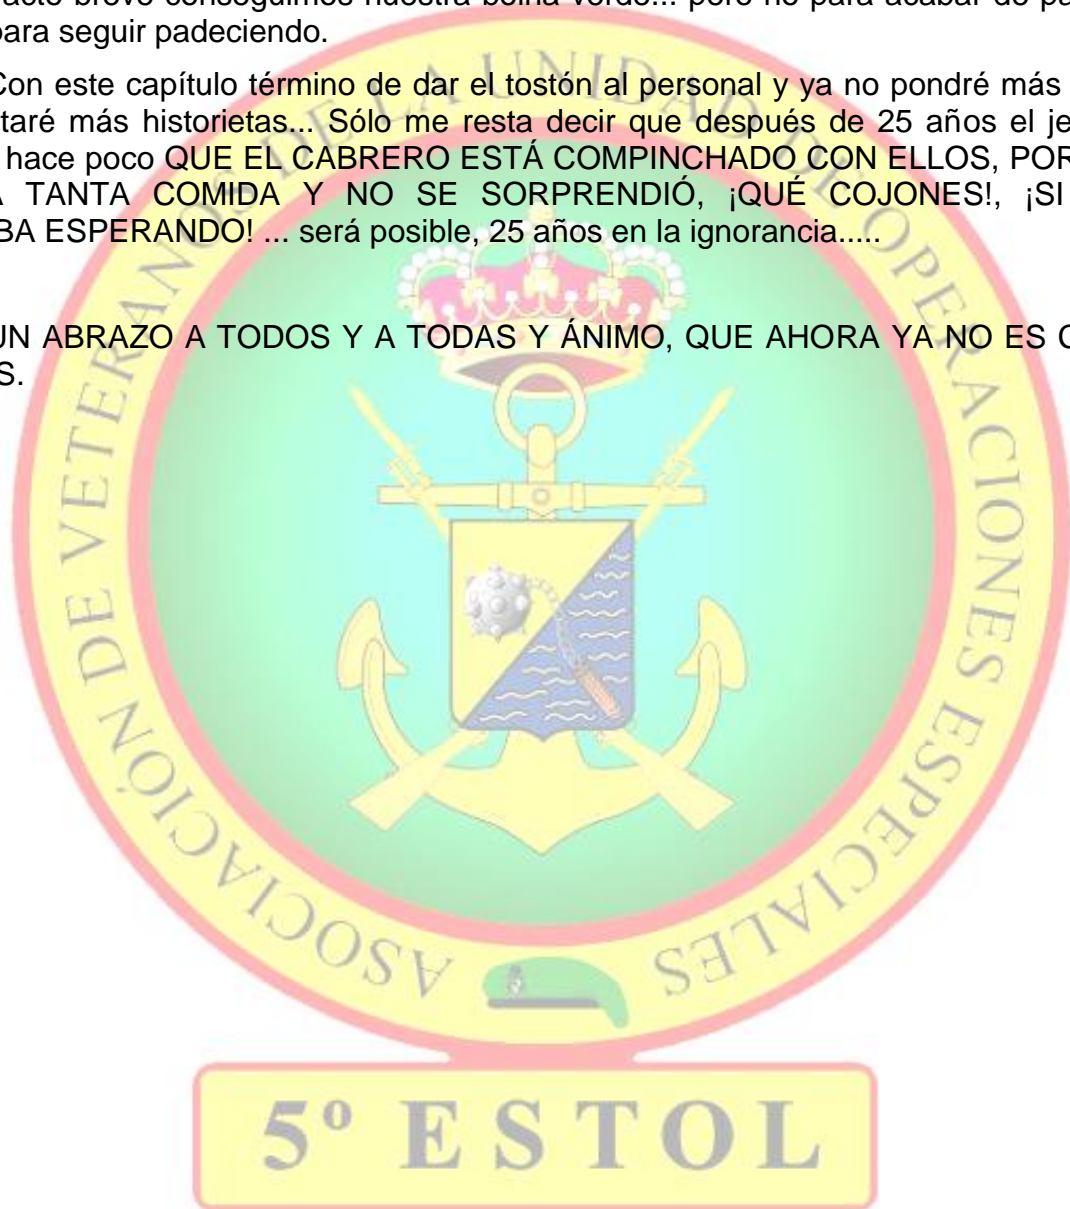 acto breve conseguimos nuestra boina verde... pero no para acabar de pa
para seguir padeciendo.
Con este capítulo término de dar el tostón al personal y ya no pondré más
taré más historietas... Sólo me resta decir que después de 25 años el je
hace poco QUE EL CABRERO ESTÁ COMPINCHADO CON ELLOS, POR
A TANTA COMIDA Y NO SE SORPRENDIÓ, ¡QUÉ COJONES!, ¡SI
BA ESPERANDO! ... será posible, 25 años en la ignorancia.....
UN ABRAZO A TODOS Y A TODAS Y ÁNIMO, QUE AHORA YA NO ES C
S.
ASOCIACIÓN DE VETERANOS DE LA UNIDAD DE OPERACIONES ESPECIALES
5º ESTOL